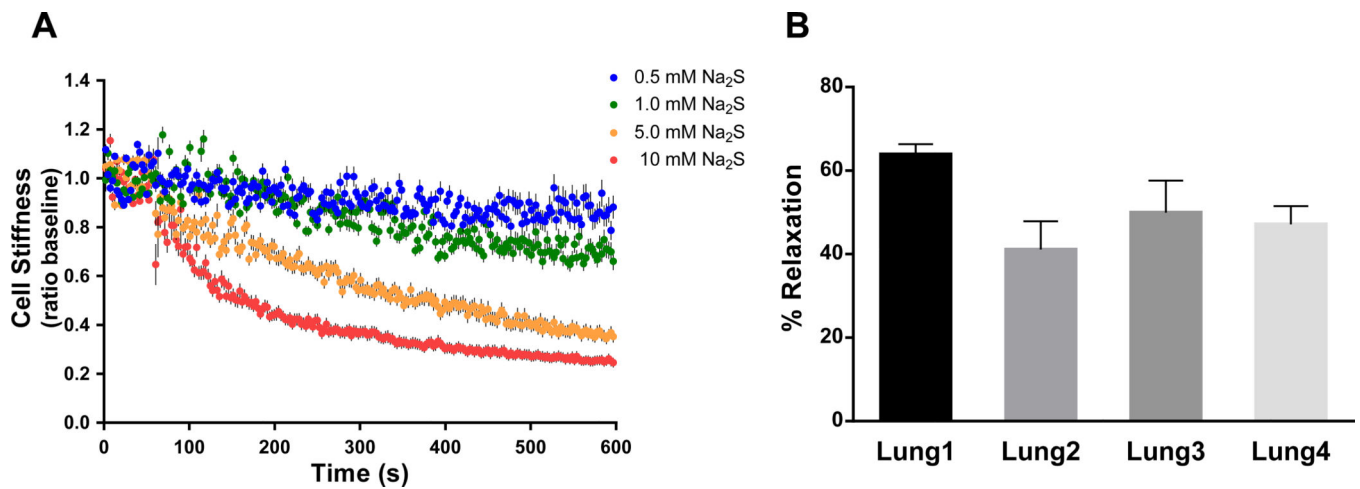 A
Cell Stiffness
(ratio baseline)
1.4
1.2
1.0
0.8
0.6
0.4
0.2
0.0
0 100 200 300 400 500 600
Time (s)
0.5 mM Na₂S
1.0 mM Na₂S
5.0 mM Na₂S
10 mM Na₂S
B
% Relaxation
80
60
40
20
0
Lung1 Lung2 Lung3 Lung4